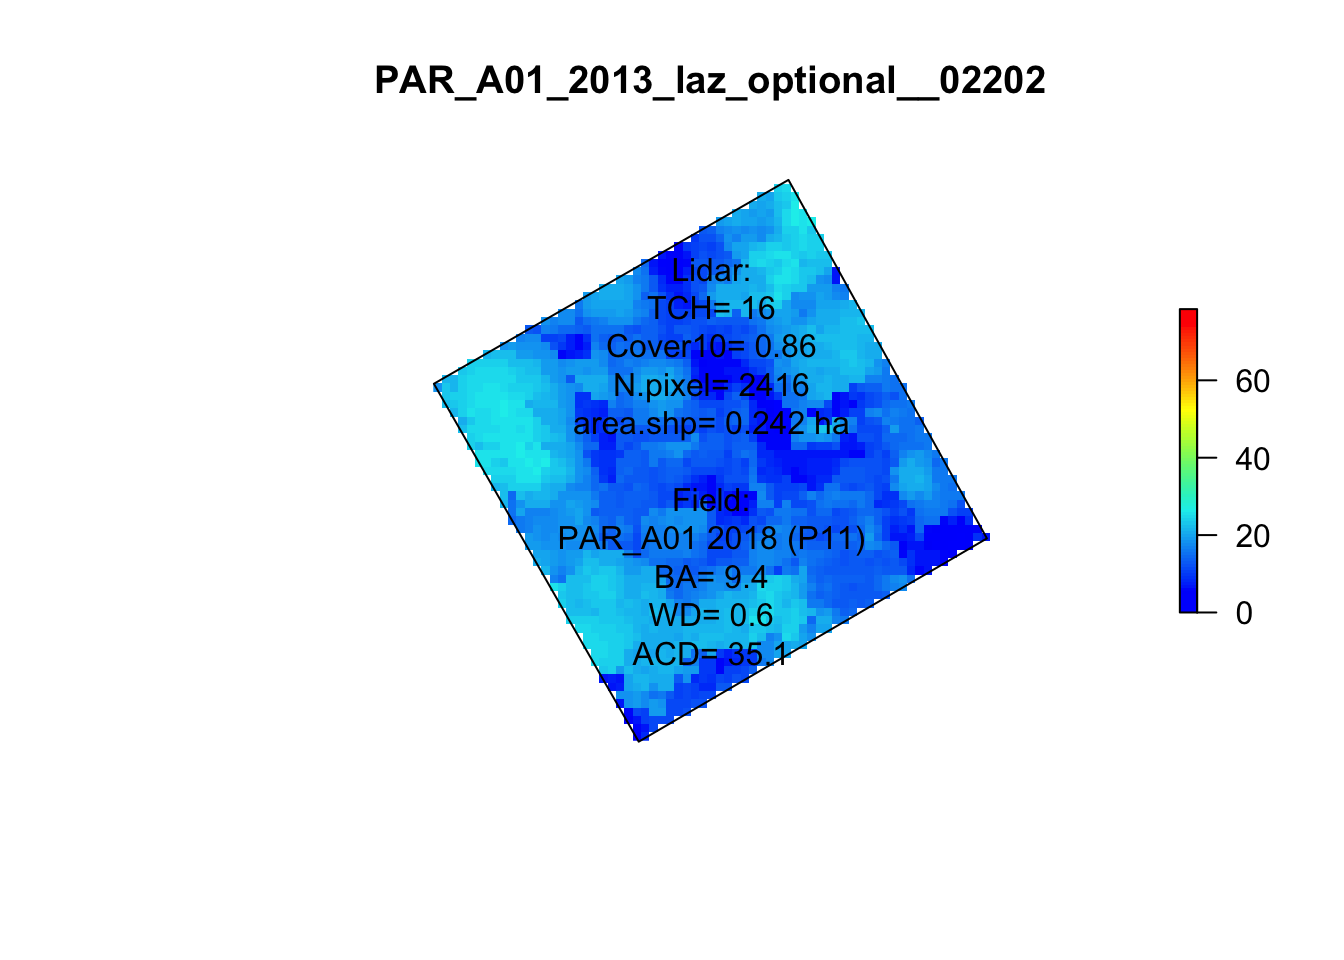 PAR_A01_2013_laz_optional__02202
Lidar:
TCH= 16
Cover10= 0.86
N.pixel= 2416
area.shp= 0.242 ha
Field:
PAR_A01 2018 (P11)
BA= 9.4
WD= 0.6
ACD= 35.1
60
40
20
0